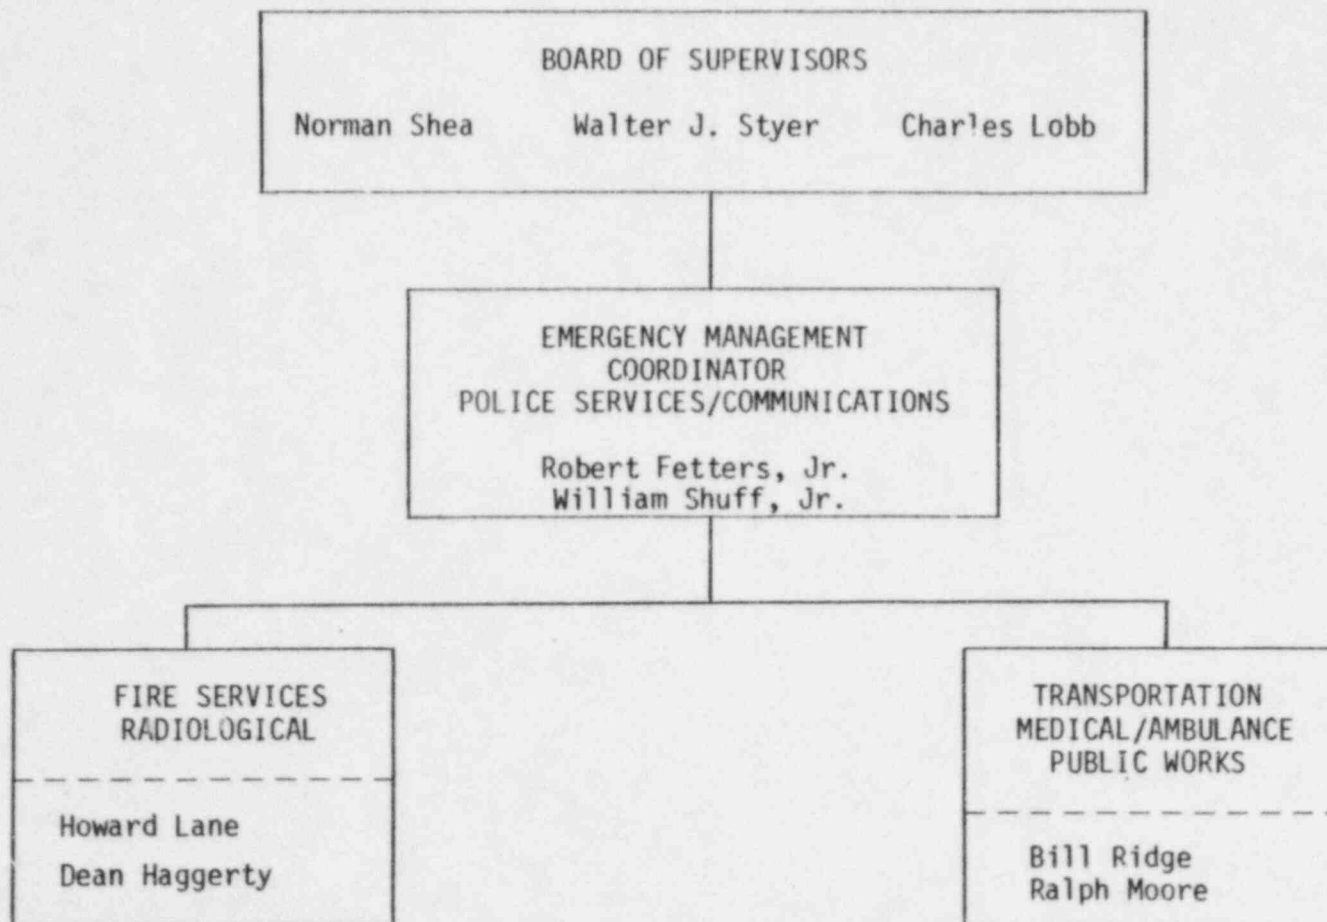 BOARD OF SUPERVISORS
Norman Shea Walter J. Styer Charles Lobb
EMERGENCY MANAGEMENT
COORDINATOR
POLICE SERVICES/COMMUNICATIONS
Robert Fetters, Jr.
William Shuff, Jr.
FIRE SERVICES
RADIOLOGICAL
Howard Lane
Dean Haggerty
TRANSPORTATION
MEDICAL/AMBULANCE
PUBLIC WORKS
Bill Ridge
Ralph Moore